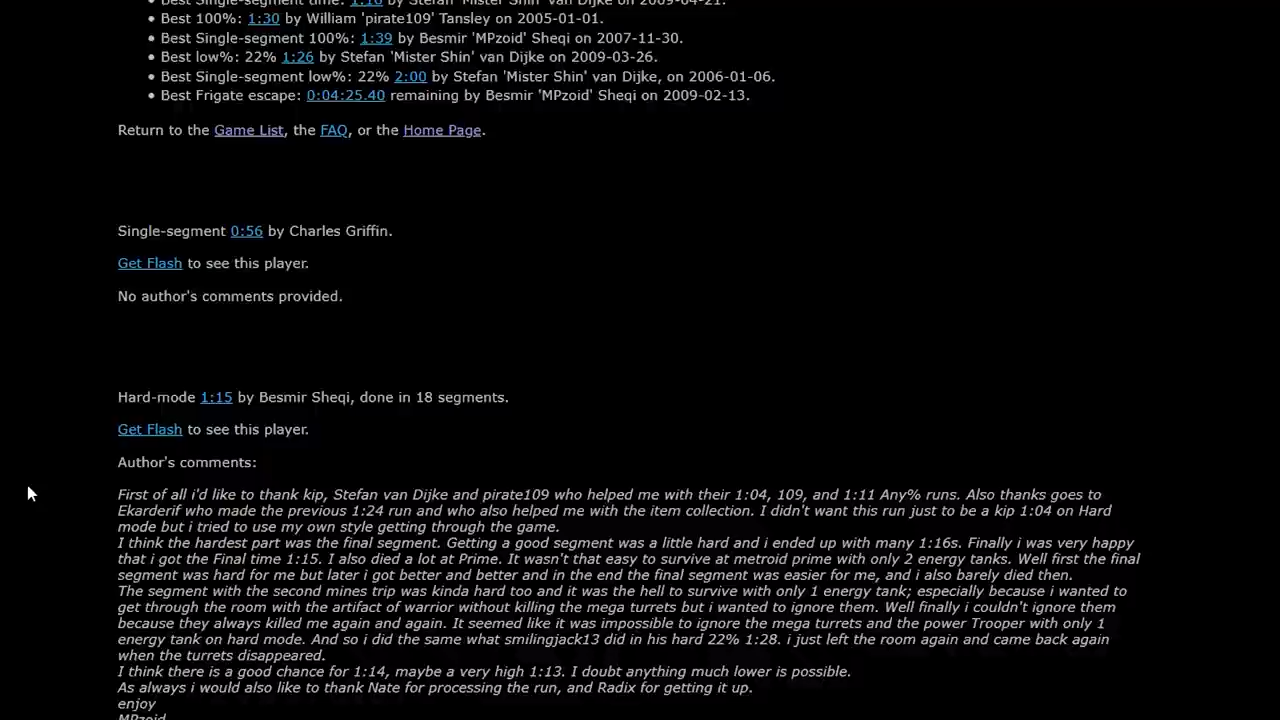 Best Single-segment time: 1:16 by Stefan 'Mister Shin' van Dijke on 2009-04-21.
Best 100%: 1:30 by William 'pirate109' Tansley on 2005-01-01.
Best Single-segment 100%: 1:39 by Besmir 'MPzoid' Sheqi on 2007-11-30.
Best low%: 22% 1:26 by Stefan 'Mister Shin' van Dijke on 2009-03-26.
Best Single-segment low%: 22% 2:00 by Stefan 'Mister Shin' van Dijke, on 2006-01-06.
Best Frigate escape: 0:04:25.40 remaining by Besmir 'MPzoid' Sheqi on 2009-02-13.
Return to the Game List, the FAQ, or the Home Page.
Single-segment 0:56 by Charles Griffin.
Get Flash to see this player.
No author's comments provided.
Hard-mode 1:15 by Besmir Sheqi, done in 18 segments.
Get Flash to see this player.
Author's comments:
First of all i'd like to thank kip, Stefan van Dijke and pirate109 who helped me with their 1:04, 109, and 1:11 Any% runs. Also thanks goes to
Ekarderif who made the previous 1:24 run and who also helped me with the item collection. I didn't want this run just to be a kip 1:04 on Hard
mode but i tried to use my own style getting through the game.
I think the hardest part was the final segment. Getting a good segment was a little hard and i ended up with many 1:16s. Finally i was very happy
that i got the Final time 1:15. I also died a lot at Prime. It wasn't that easy to survive at metroid prime with only 2 energy tanks. Well first the final
segment was hard for me but later i got better and better and in the end the final segment was easier for me, and i also barely died then.
The segment with the second mines trip was kinda hard too and it was the hell to survive with only 1 energy tank; especially because i wanted to
get through the room with the artifact of warrior without killing the mega turrets but i wanted to ignore them. Well finally i couldn't ignore them
because they always killed me again and again. It seemed like it was impossible to ignore the mega turrets and the power Trooper with only 1
energy tank on hard mode. And so i did the same what smilingjack13 did in his hard 22% 1:28. i just left the room again and came back again
when the turrets disappeared.
I think there is a good chance for 1:14, maybe a very high 1:13. I doubt anything much lower is possible.
As always i would also like to thank Nate for processing the run, and Radix for getting it up.
enjoy
MPzoid